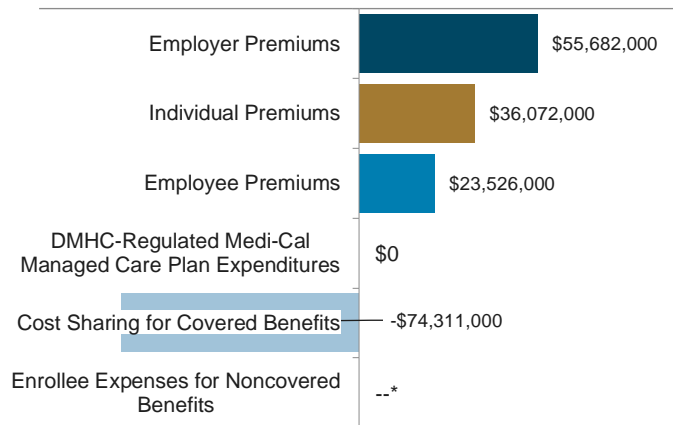 Employer Premiums
$55,682,000
Individual Premiums
$36,072,000
Employee Premiums
$23,526,000
DMHC-Regulated Medi-Cal
Managed Care Plan Expenditures
$0
Cost Sharing for Covered Benefits
-$74,311,000
Enrollee Expenses for Noncovered
Benefits
--*